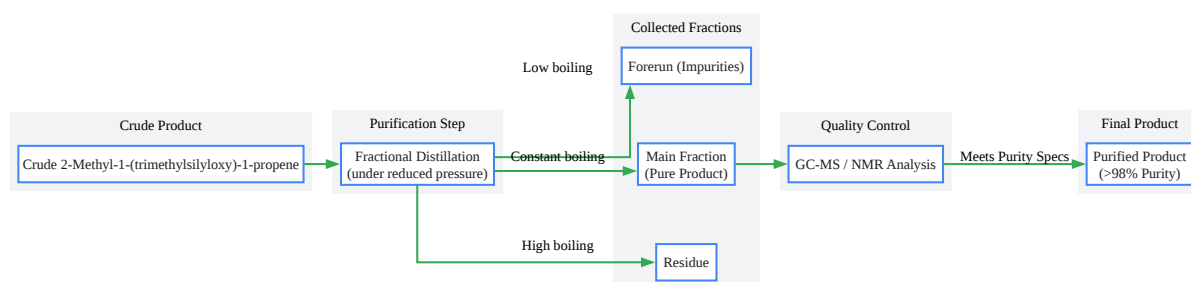 Collected Fractions
Low boiling
Forerun (Impurities)
Crude Product
Crude 2-Methyl-1-(trimethylsilyloxy)-1-propene
Purification Step
Fractional Distillation
(under reduced pressure)
Constant boiling
Main Fraction
(Pure Product)
Quality Control
GC-MS / NMR Analysis
Meets Purity Specs
Final Product
Purified Product
(>98% Purity)
High boiling
Residue